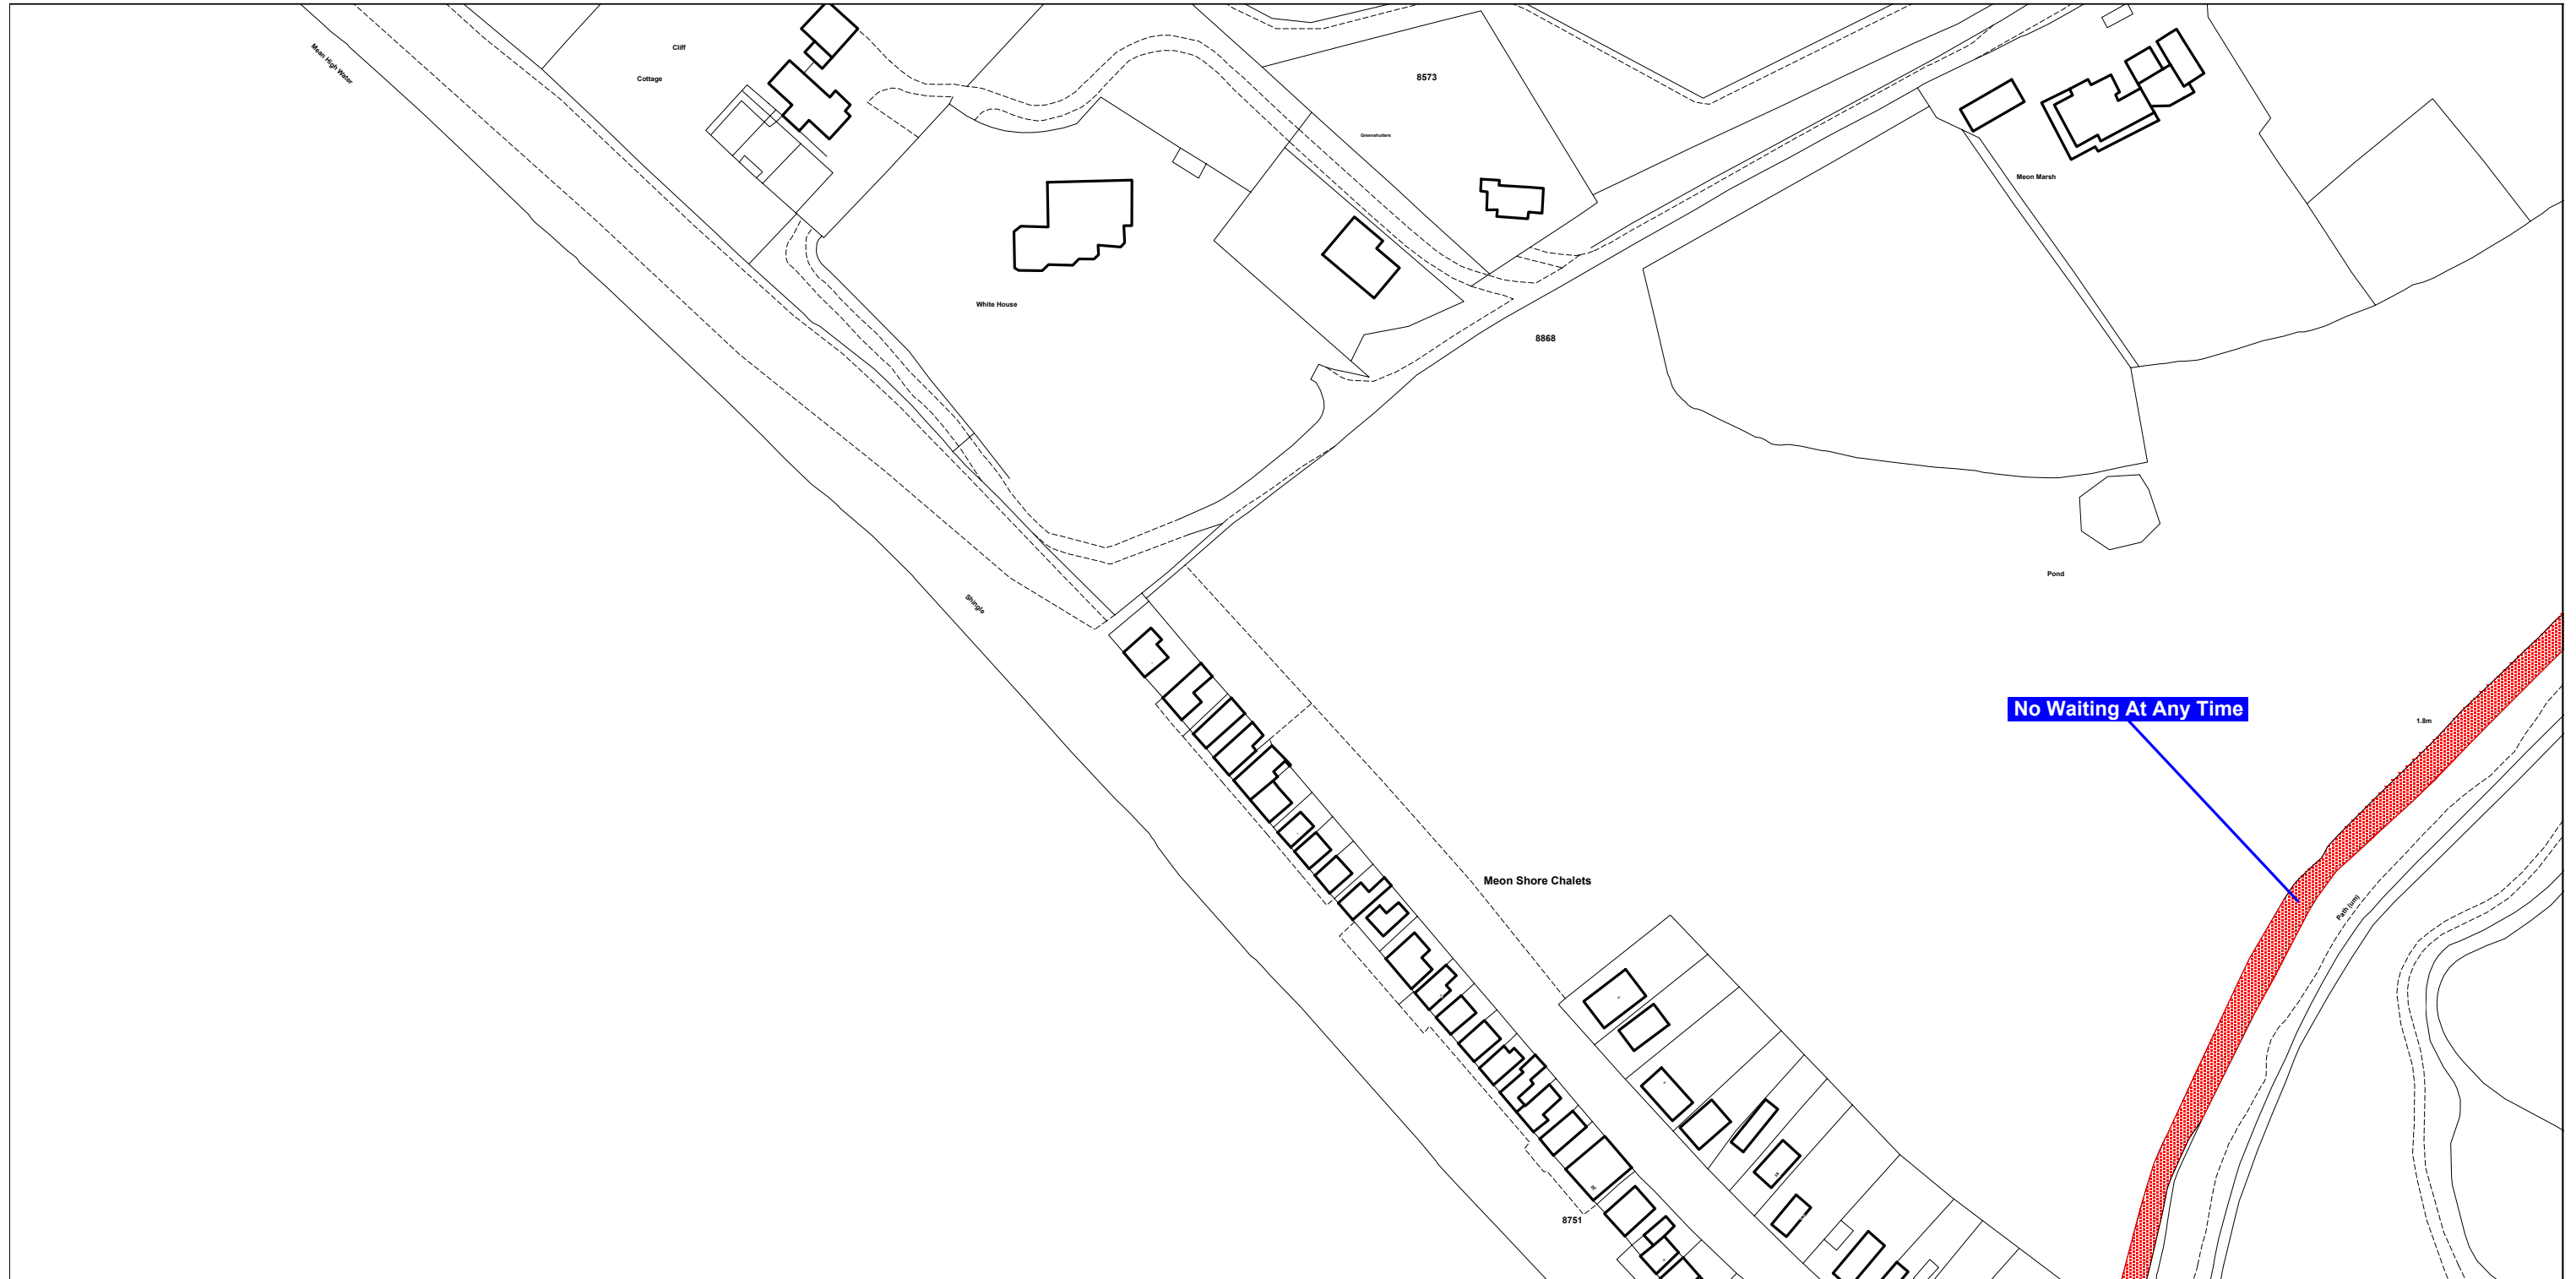 Mean High Water
Cliff
Cottage
8573
Greenshutters
Meon Marsh
White House
8868
Pond
Shingle
No Waiting At Any Time
1.8m
Meon Shore Chalets
Path (um)
8751